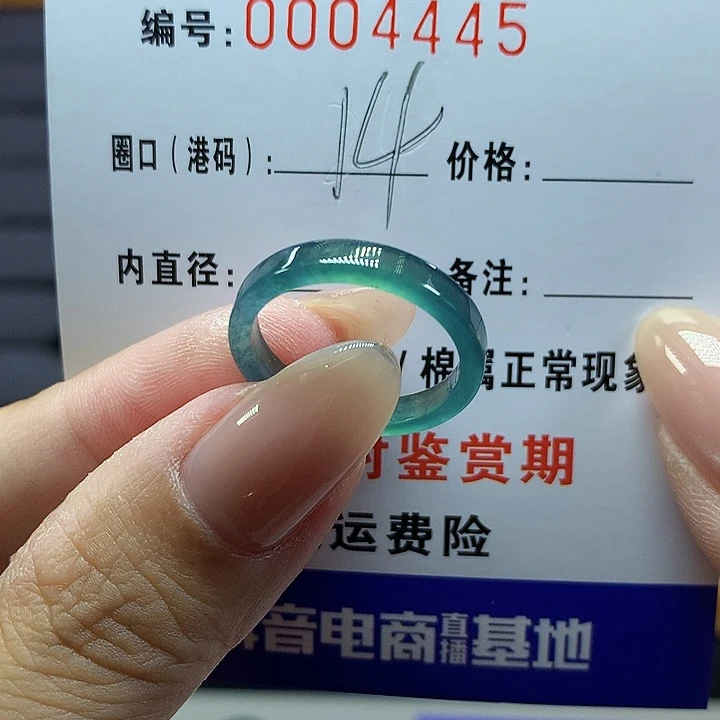 编号:0004445
圈口(港码):14 价格:
内直径: 备注:
/棉属正常现象
鉴赏期
运费险
音电商直播基地